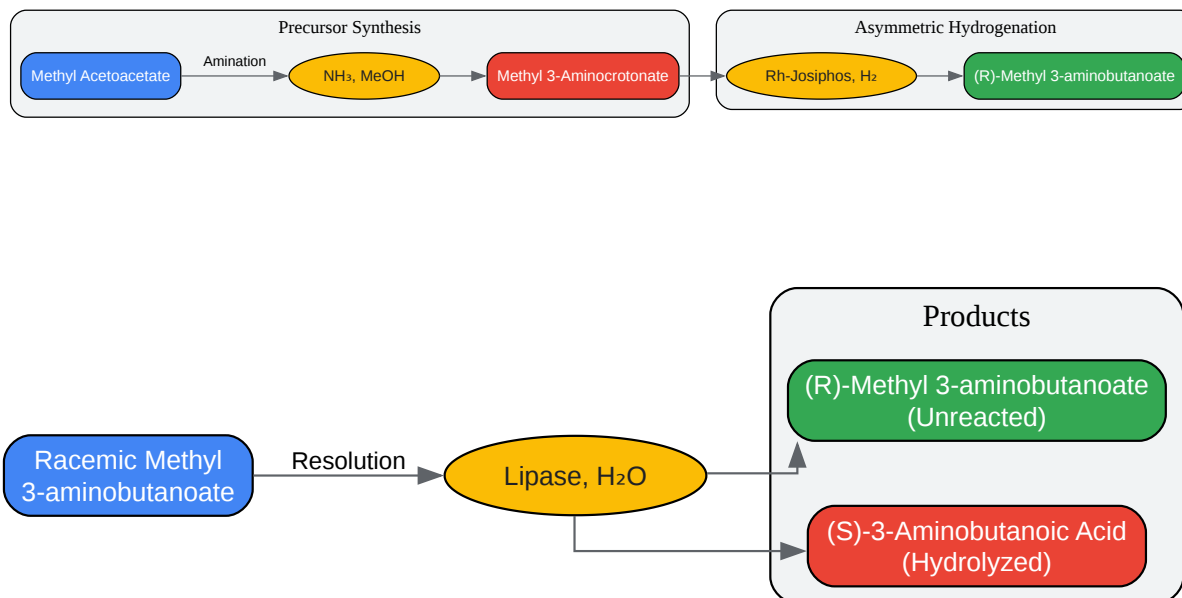 Precursor Synthesis
Asymmetric Hydrogenation
Methyl Acetoacetate
Amination
NH₃, MeOH
Methyl 3-Aminocrotonate
Rh-Josiphos, H₂
(R)-Methyl 3-aminobutanoate
Products
(R)-Methyl 3-aminobutanoate
(Unreacted)
Racemic Methyl
3-aminobutanoate
Resolution
Lipase, H₂O
(S)-3-Aminobutanoic Acid
(Hydrolyzed)